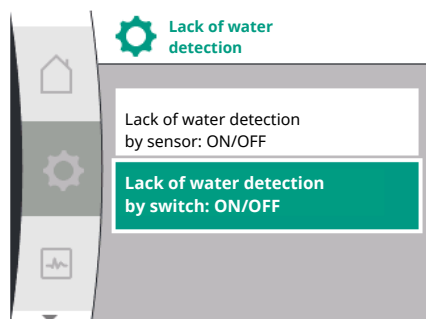 Lack of water
detection
Lack of water detection
by sensor: ON/OFF
Lack of water detection
by switch: ON/OFF